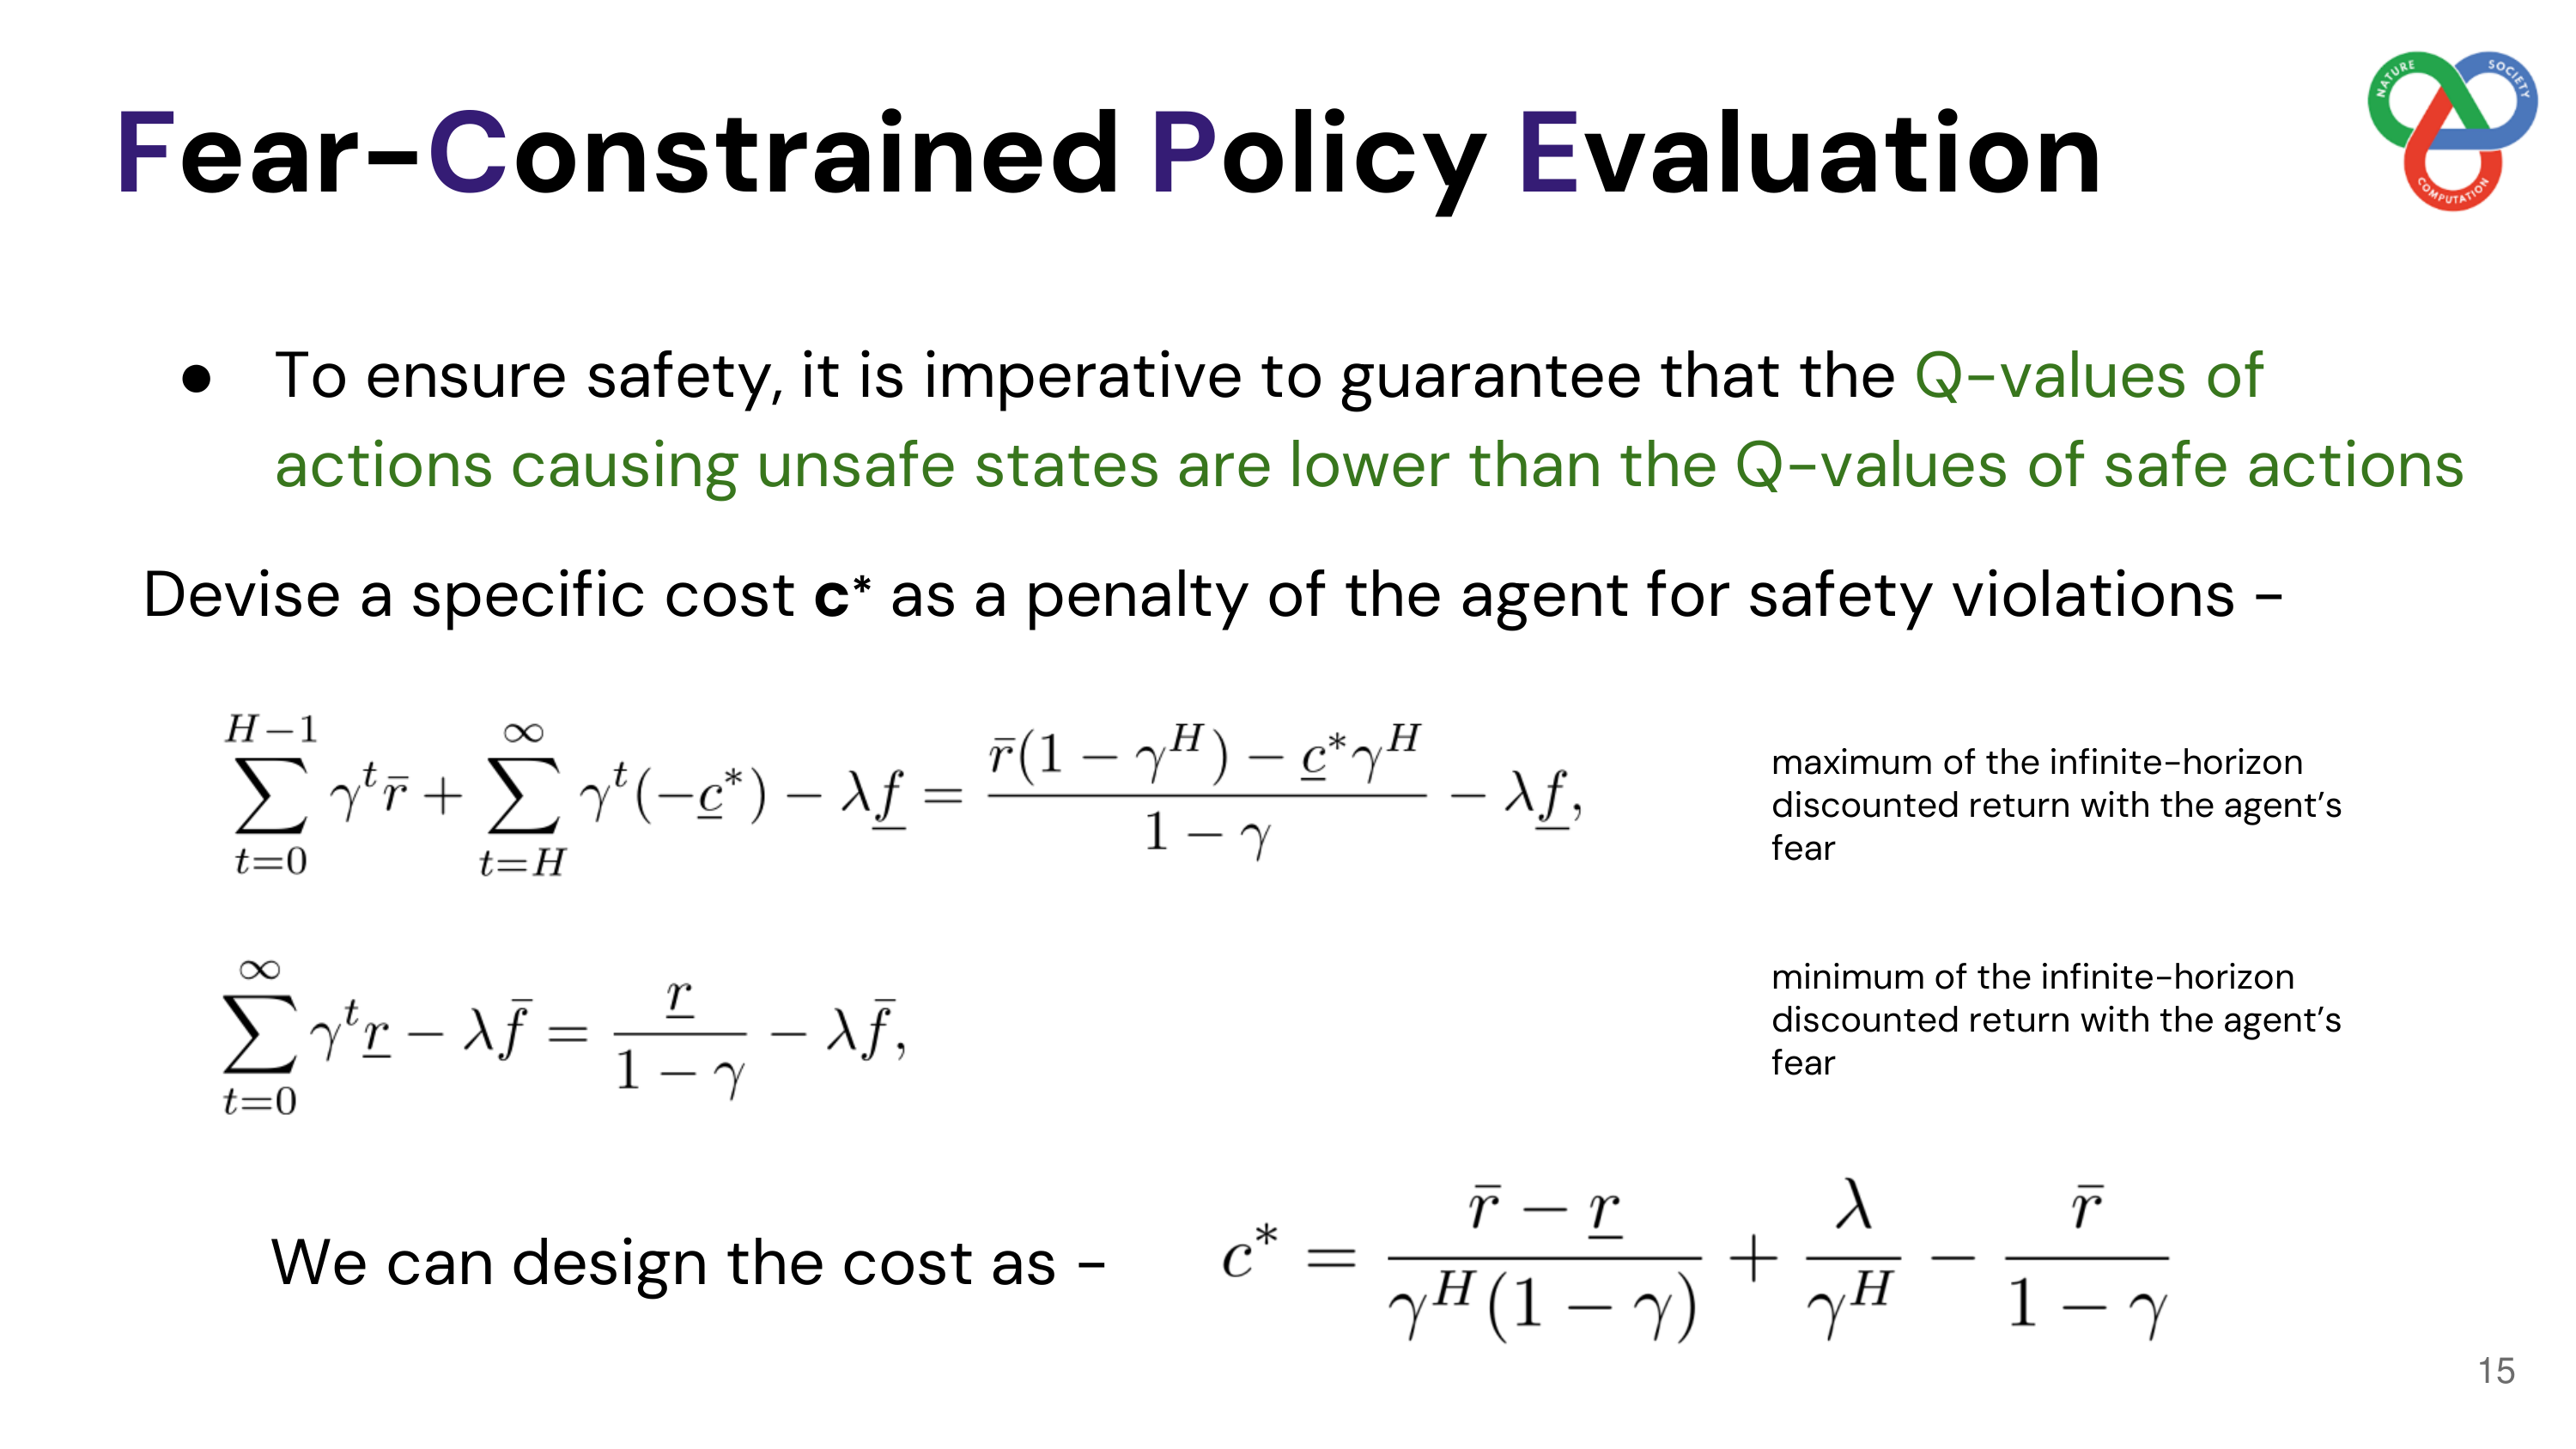 Fear-Constrained Policy Evaluation
NATURE SOCIETY COMPUTATION
● To ensure safety, it is imperative to guarantee that the Q-values of
actions causing unsafe states are lower than the Q-values of safe actions
Devise a specific cost c* as a penalty of the agent for safety violations -
$\sum_{t=0}^{H-1} \gamma^t \bar{r} + \sum_{t=H}^{\infty} \gamma^t (-\underline{c}^*) - \lambda \underline{f} = \frac{\bar{r}(1 - \gamma^H) - \underline{c}^* \gamma^H}{1 - \gamma} - \lambda \underline{f},$
maximum of the infinite-horizon
discounted return with the agent’s
fear
$\sum_{t=0}^{\infty} \gamma^t \underline{r} - \lambda \bar{f} = \frac{\underline{r}}{1 - \gamma} - \lambda \bar{f},$
minimum of the infinite-horizon
discounted return with the agent’s
fear
We can design the cost as - $c^* = \frac{\bar{r} - \underline{r}}{\gamma^H (1 - \gamma)} + \frac{\lambda}{\gamma^H} - \frac{\bar{r}}{1 - \gamma}$
15